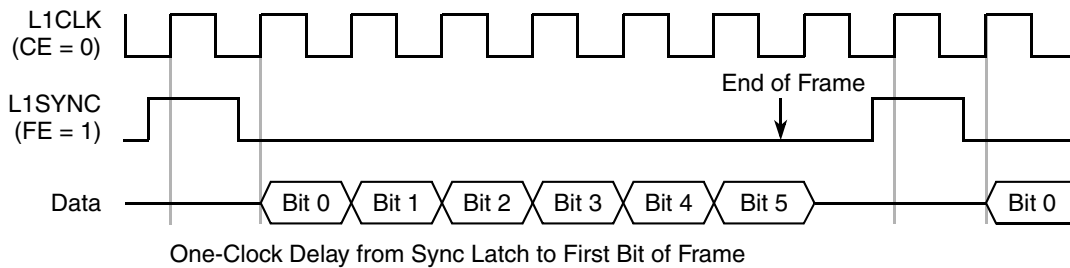 L1CLK
(CE = 0)
End of Frame
L1SYNC
(FE = 1)
Data
Bit 0
Bit 1
Bit 2
Bit 3
Bit 4
Bit 5
Bit 0
One-Clock Delay from Sync Latch to First Bit of Frame